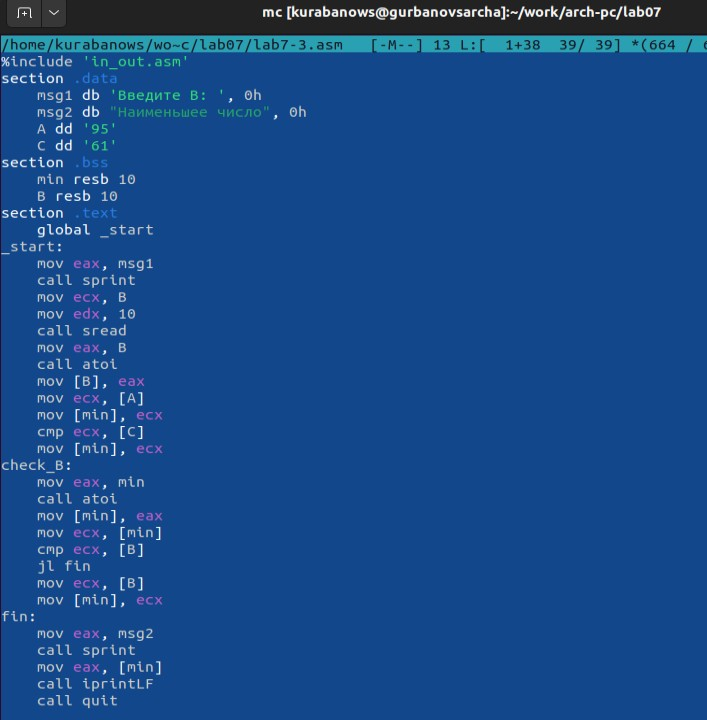 mc [kurabanows@gurbanovsarcha]:~/work/arch-pc/lab07
/home/kurabanows/wo~c/lab07/lab7-3.asm   [-M--] 13 L:[  1+38  39/ 39] *(664 / 6
%include 'in_out.asm'
section .data
    msg1 db 'Введите B: ', 0h
    msg2 db "Наименьшее число", 0h
    A dd '95'
    C dd '61'
section .bss
    min resb 10
    B resb 10
section .text
    global _start
_start:
    mov eax, msg1
    call sprint
    mov ecx, B
    mov edx, 10
    call sread
    mov eax, B
    call atoi
    mov [B], eax
    mov ecx, [A]
    mov [min], ecx
    cmp ecx, [C]
    mov [min], ecx
check_B:
    mov eax, min
    call atoi
    mov [min], eax
    mov ecx, [min]
    cmp ecx, [B]
    jl fin
    mov ecx, [B]
    mov [min], ecx
fin:
    mov eax, msg2
    call sprint
    mov eax, [min]
    call iprintLF
    call quit